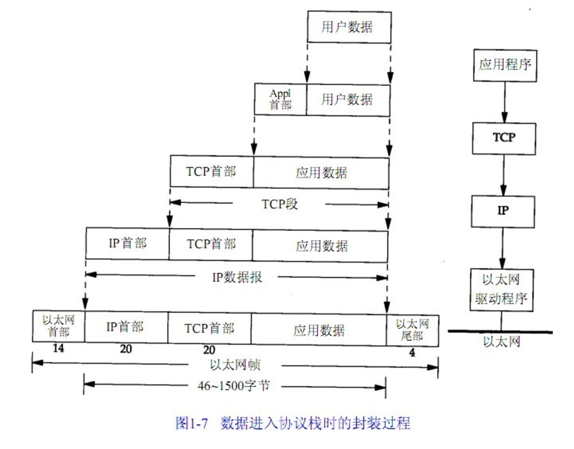 用户数据
Appl
首部
用户数据
应用程序
TCP首部
应用数据
TCP段
TCP
IP首部
TCP首部
应用数据
IP数据报
IP
以太网
首部
IP首部
TCP首部
应用数据
以太网
尾部
以太网
驱动程序
14
20
20
4
以太网
以太网帧
46~1500字节
图1-7 数据进入协议栈时的封装过程